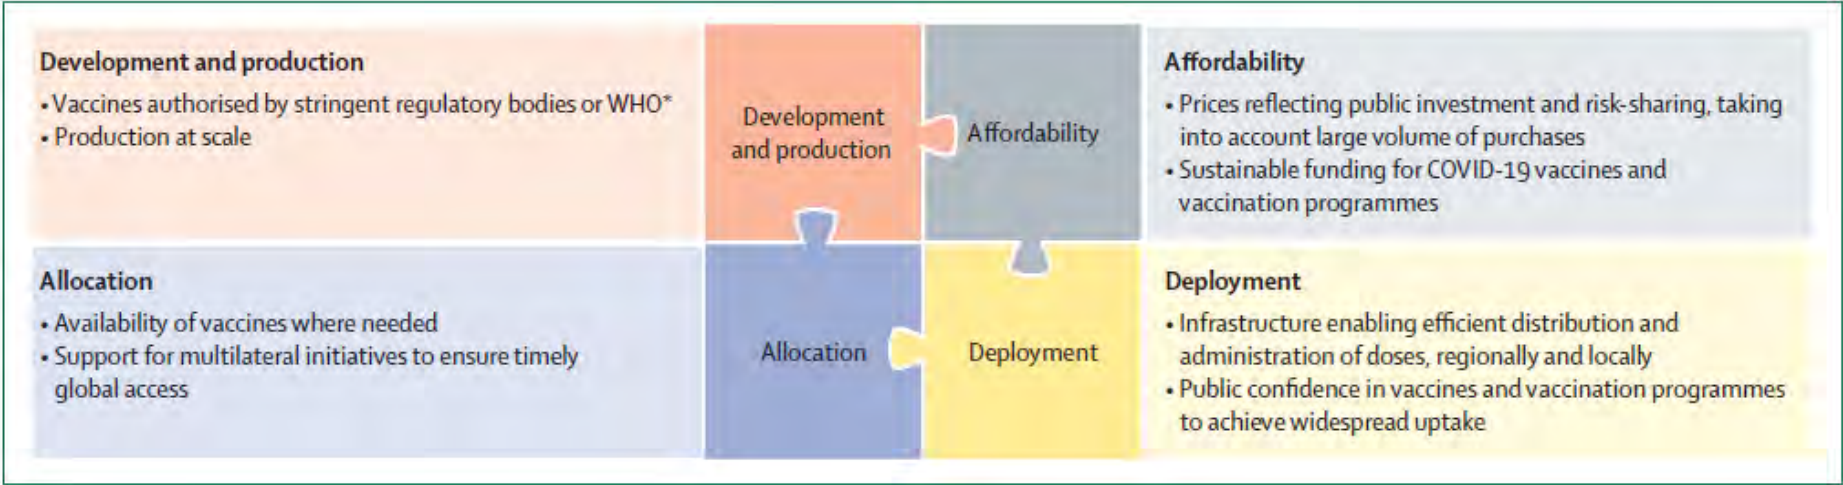 Development and production
• Vaccines authorised by stringent regulatory bodies or WHO*
• Production at scale
Development
and production
Affordability
Affordability
• Prices reflecting public investment and risk-sharing, taking
into account large volume of purchases
• Sustainable funding for COVID-19 vaccines and
vaccination programmes
Allocation
• Availability of vaccines where needed
• Support for multilateral initiatives to ensure timely
global access
Allocation
Deployment
Deployment
• Infrastructure enabling efficient distribution and
administration of doses, regionally and locally
• Public confidence in vaccines and vaccination programmes
to achieve widespread uptake